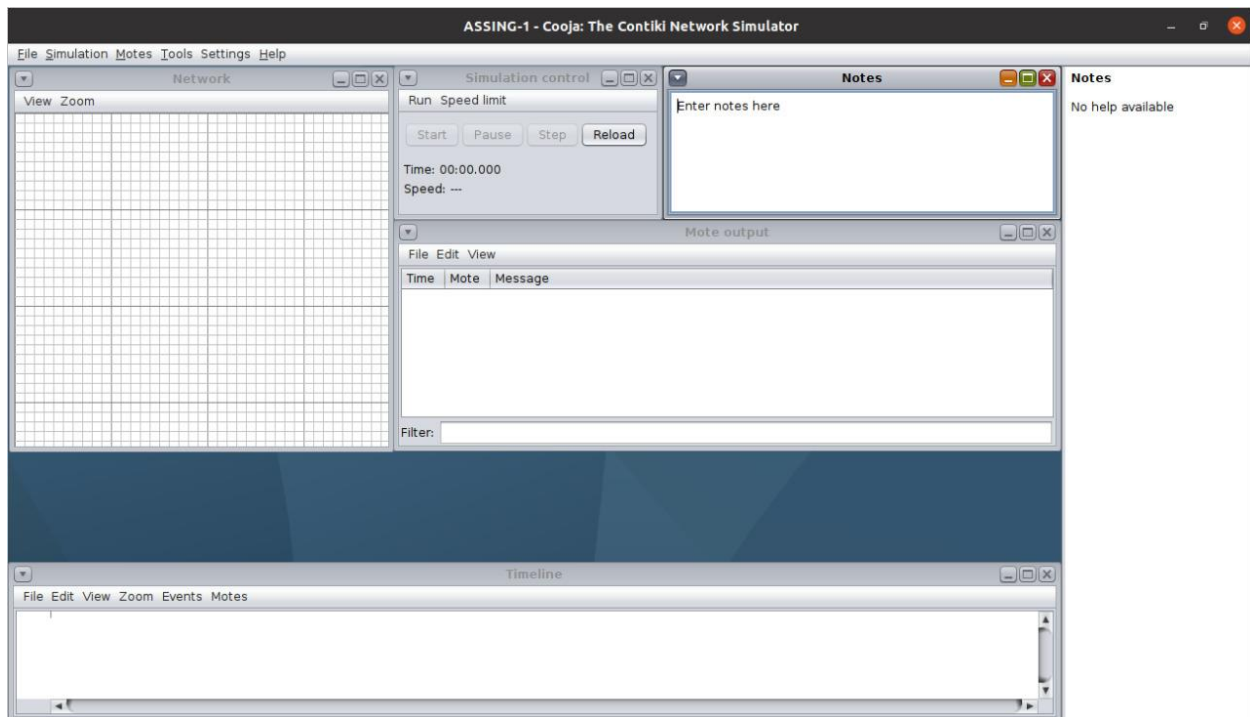 ASSING-1 - Cooja: The Contiki Network Simulator
File Simulation Motes Tools Settings Help
Network
View Zoom
Simulation control
Run Speed limit
Start Pause Step Reload
Time: 00:00.000
Speed: ---
Notes
Enter notes here
Notes
No help available
Mote output
File Edit View
Time Mote Message
Filter:
Timeline
File Edit View Zoom Events Motes